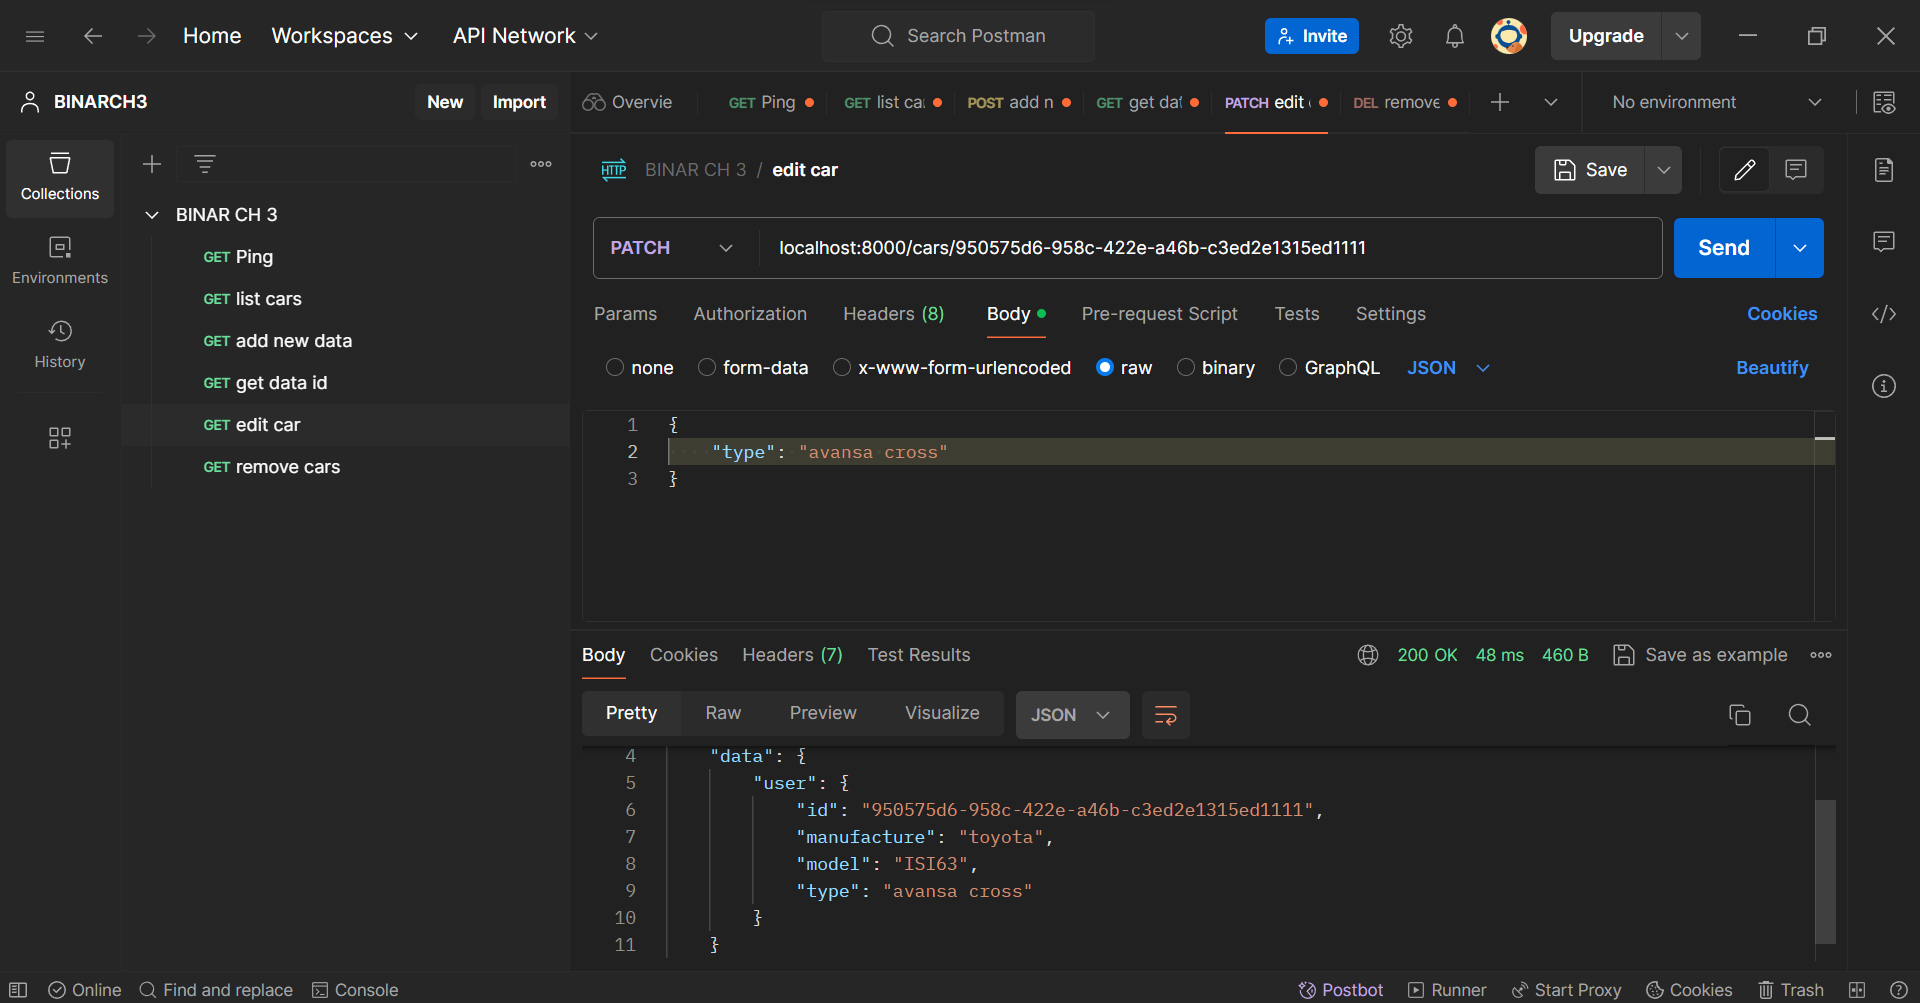 Home Workspaces API Network Search Postman Invite Upgrade
BINARCH3 New Import
Overvie GET Ping GET list ca POST add n GET get dat PATCH edit DEL remove No environment
Collections
Environments
History
BINAR CH 3
GET Ping
GET list cars
GET add new data
GET get data id
GET edit car
GET remove cars
HTTP BINAR CH 3 / edit car Save
PATCH localhost:8000/cars/950575d6-958c-422e-a46b-c3ed2e1315ed1111 Send
Params Authorization Headers (8) Body Pre-request Script Tests Settings Cookies
none form-data x-www-form-urlencoded raw binary GraphQL JSON Beautify
1 {
2 "type": "avansa cross"
3 }
Body Cookies Headers (7) Test Results 200 OK 48 ms 460 B Save as example
Pretty Raw Preview Visualize JSON
4 "data": {
5 "user": {
6 "id": "950575d6-958c-422e-a46b-c3ed2e1315ed1111",
7 "manufacture": "toyota",
8 "model": "ISI63",
9 "type": "avansa cross"
10 }
11 }
Online Find and replace Console Postbot Runner Start Proxy Cookies Trash